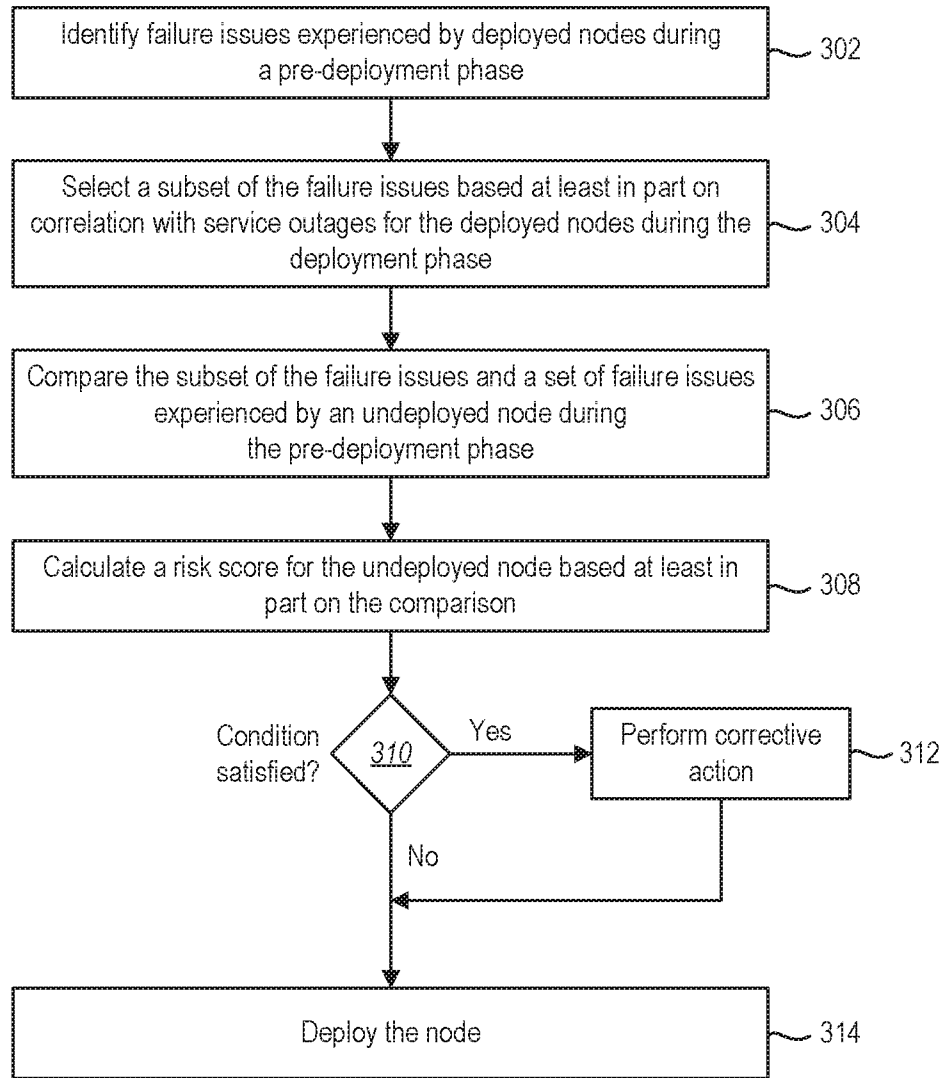 Identify failure issues experienced by deployed nodes during
a pre-deployment phase
302
Select a subset of the failure issues based at least in part on
correlation with service outages for the deployed nodes during the
deployment phase
304
Compare the subset of the failure issues and a set of failure issues
experienced by an undeployed node during
the pre-deployment phase
306
Calculate a risk score for the undeployed node based at least in
part on the comparison
308
Condition
satisfied?
310
Yes
Perform corrective
action
312
No
Deploy the node
314